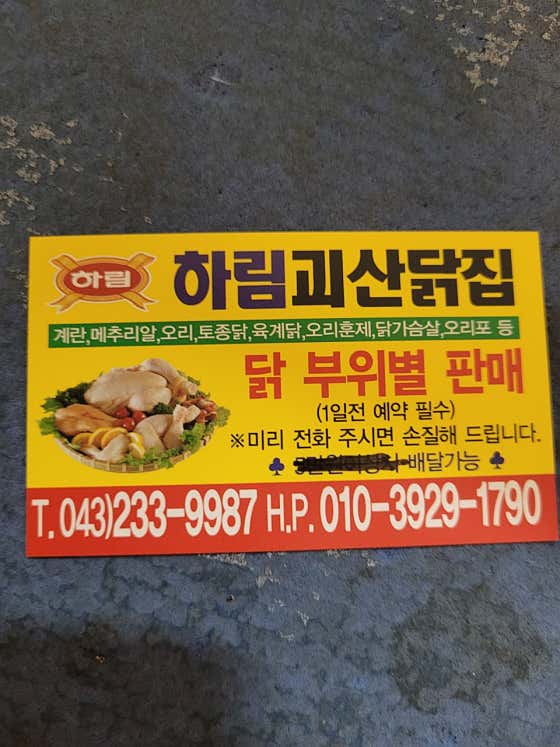 하림
하림괴산닭집
계란,메추리알,오리,토종닭,육계닭,오리훈제,닭가슴살,오리포 등
닭 부위별 판매
(1일전 예약 필수)
※미리 전화 주시면 손질해 드립니다.
♣ 배달가능 ♣
T. 043)233-9987 H.P. 010-3929-1790